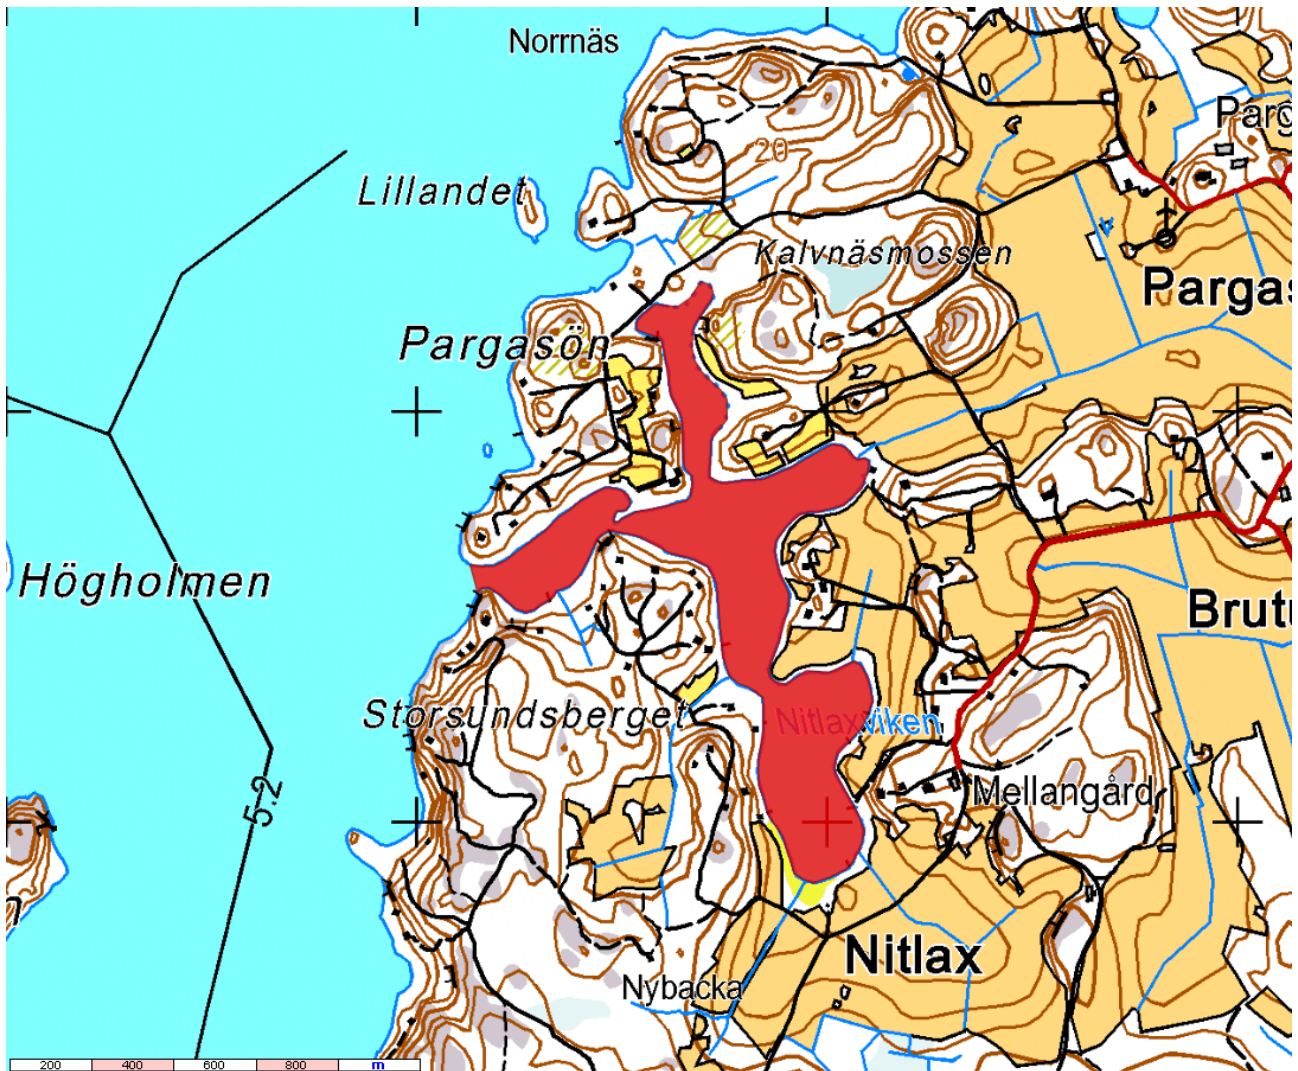 Norrnäs
Parg
Lillandet
20
Kalvnäsmossen
Pargas
Pargasön
Högholmen
Brutu
Storsundsberget
Nitlaxviken
5.2
Mellangård
n
Nitlax
Nybacka
200 400 600 800 m